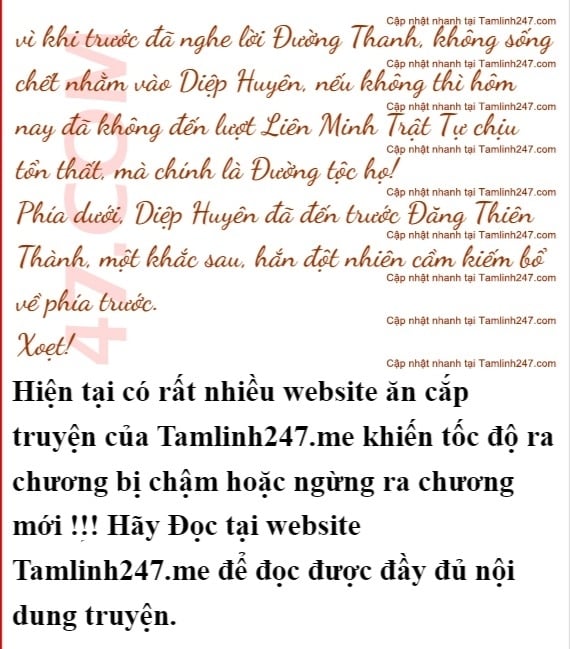 Cập nhật nhanh tại Tamlinh247.com
vì khi trước đã nghe lời Đường Thanh, không sống
Cập nhật nhanh tại Tamlinh247.com
chết nhằm vào Diệp Huyên, nếu không thì hôm
Cập nhật nhanh tại Tamlinh247.com
nay đã không đến lượt Liên Minh Trật Tự chịu
Cập nhật nhanh tại Tamlinh247.com
tổn thất, mà chính là Đường tộc họ!
Cập nhật nhanh tại Tamlinh247.com
Phía dưới, Diệp Huyên đã đến trước Đăng Thiên
Cập nhật nhanh tại Tamlinh247.com
Thành, một khắc sau, hắn đột nhiên cầm kiếm bổ
Cập nhật nhanh tại Tamlinh247.com
về phía trước.
Cập nhật nhanh tại Tamlinh247.com
Xoẹt!
Cập nhật nhanh tại Tamlinh247.com
47.COM
Hiện tại có rất nhiều website ăn cắp
truyện của Tamlinh247.me khiến tốc độ ra
chương bị chậm hoặc ngừng ra chương
mới !!! Hãy Đọc tại website
Tamlinh247.me để đọc được đầy đủ nội
dung truyện.